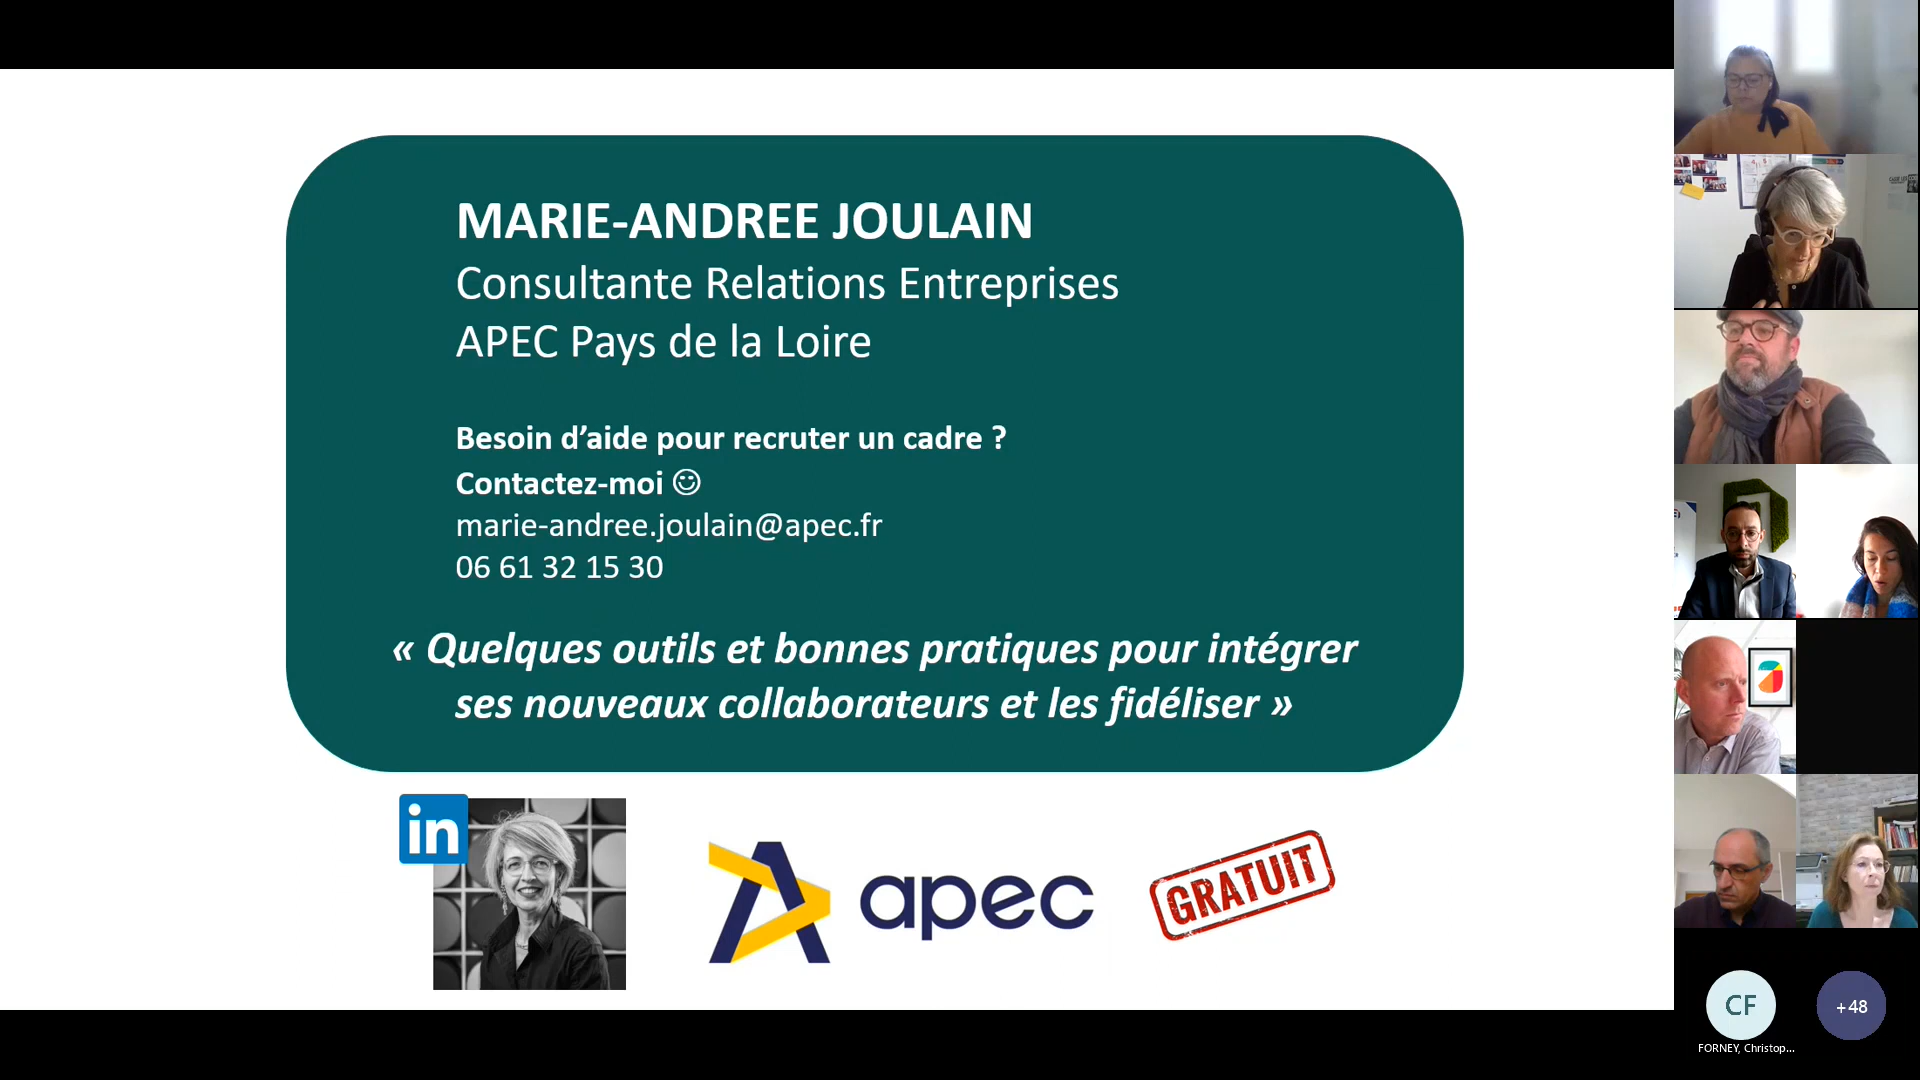 MARIE-ANDREE JOULAIN
Consultante Relations Entreprises
APEC Pays de la Loire
Besoin d’aide pour recruter un cadre ?
Contactez-moi ☺
marie-andree.joulain@apec.fr
06 61 32 15 30
« Quelques outils et bonnes pratiques pour intégrer
ses nouveaux collaborateurs et les fidéliser »
in
apec
GRATUIT
CF
+48
FORNEY, Christop...